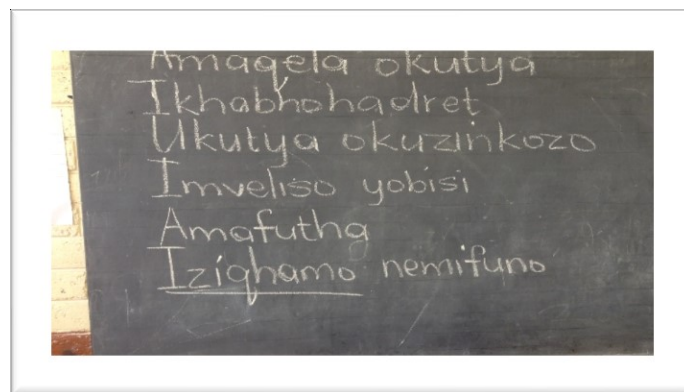 Amaqela okutya
Ikhabhohadret
Ukutya okuzinkozo
Imveliso yobisi
Amafutha
Iziqhamo nemifuno